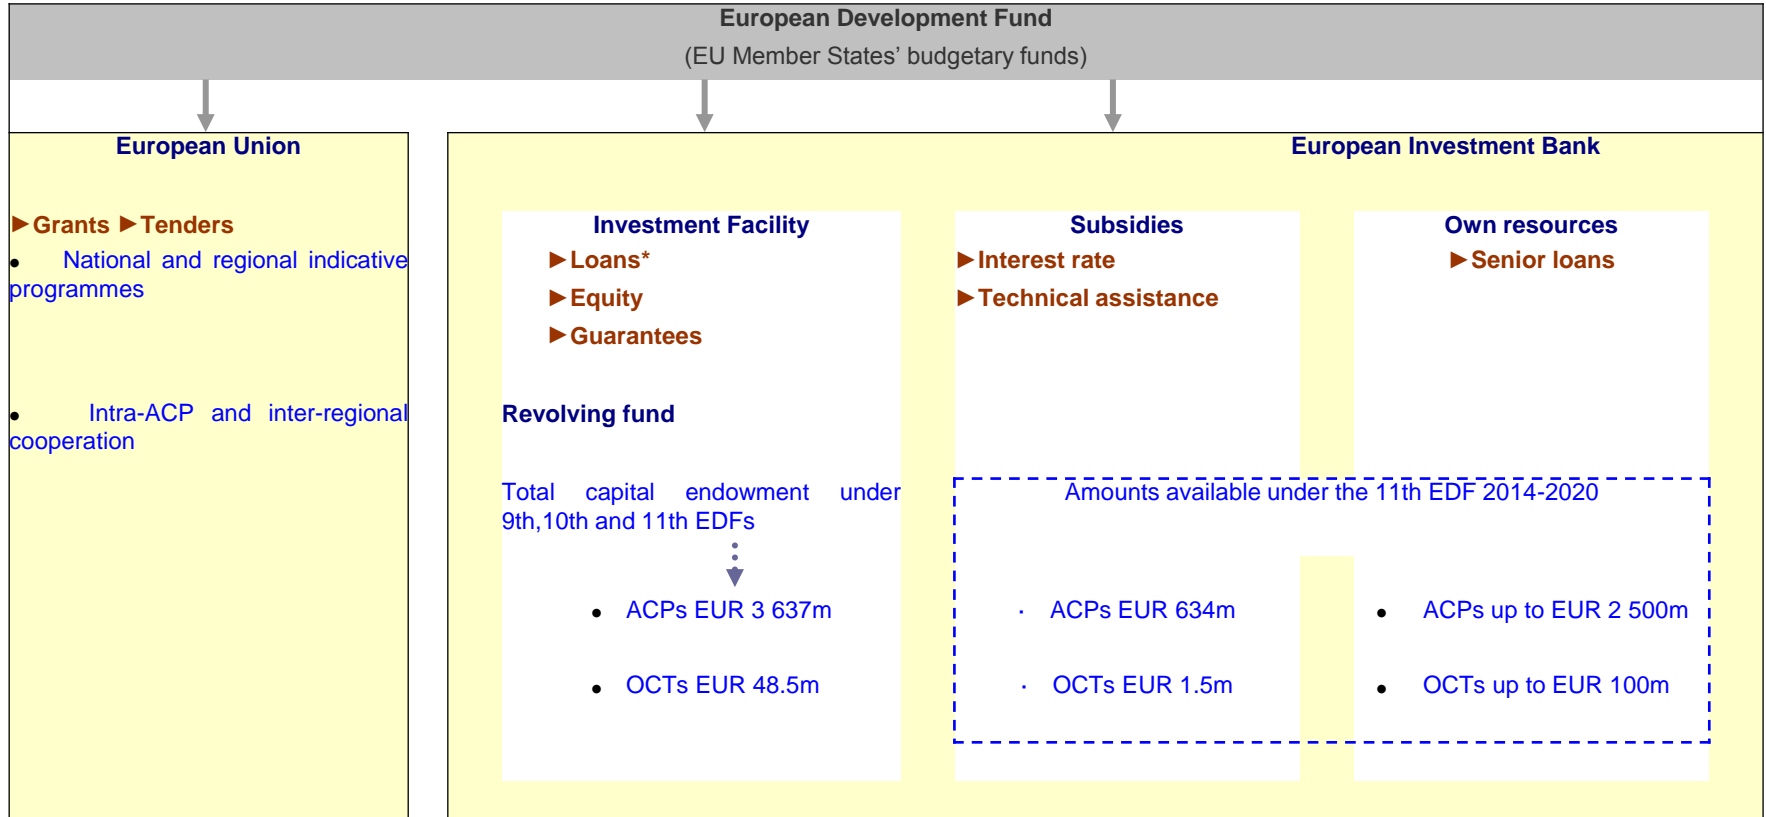 European Development Fund
(EU Member States’ budgetary funds)
European Union
►Grants ►Tenders
● National and regional indicative
programmes
● Intra-ACP and inter-regional
cooperation
European Investment Bank
Investment Facility
►Loans*
►Equity
►Guarantees
Revolving fund
Total capital endowment under
9th,10th and 11th EDFs
● ACPs EUR 3 637m
● OCTs EUR 48.5m
Subsidies
►Interest rate
►Technical assistance
Own resources
►Senior loans
Amounts available under the 11th EDF 2014-2020
· ACPs EUR 634m
· OCTs EUR 1.5m
● ACPs up to EUR 2 500m
● OCTs up to EUR 100m